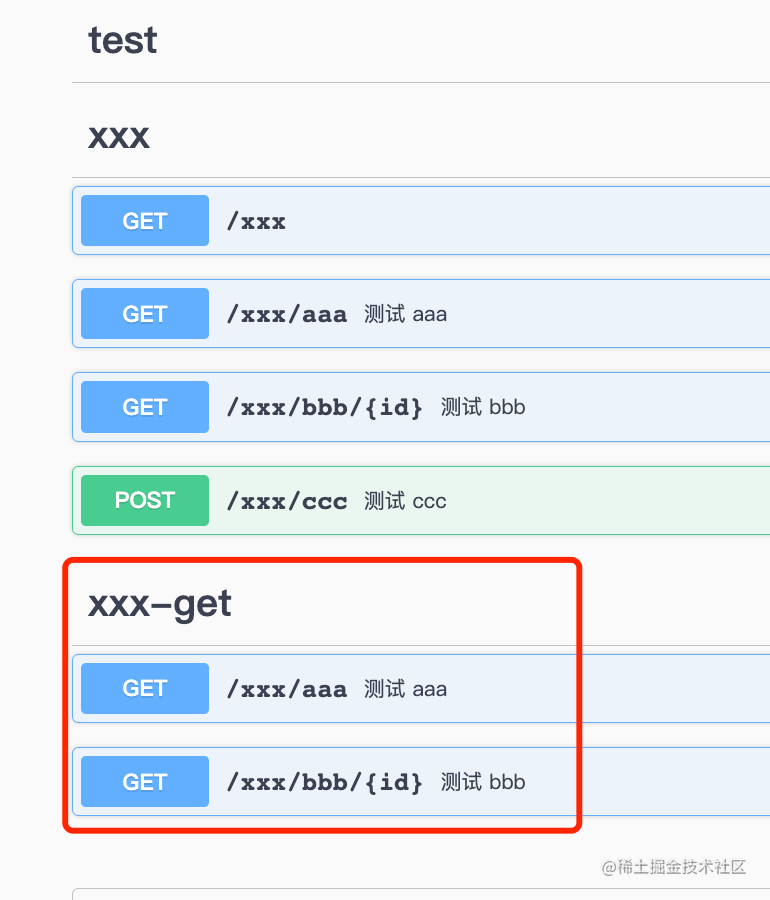 test
xxx
GET /xxx
GET /xxx/aaa 测试 aaa
GET /xxx/bbb/{id} 测试 bbb
POST /xxx/ccc 测试 ccc
xxx-get
GET /xxx/aaa 测试 aaa
GET /xxx/bbb/{id} 测试 bbb
@稀土掘金技术社区